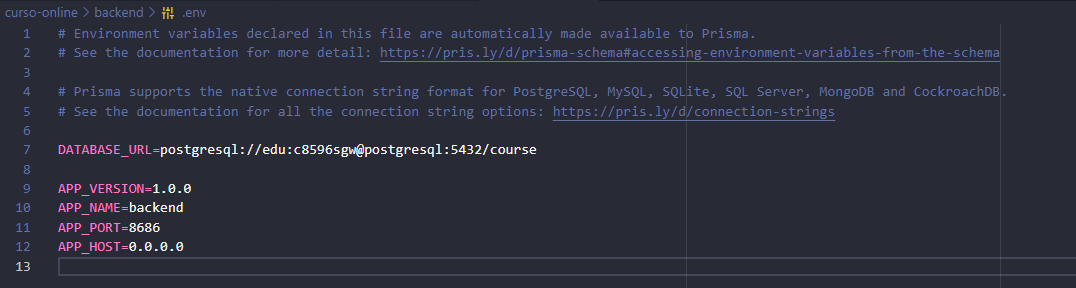 curso-online > backend > .env
1 # Environment variables declared in this file are automatically made available to Prisma.
2 # See the documentation for more detail: https://pris.ly/d/prisma-schema#accessing-environment-variables-from-the-schema
3
4 # Prisma supports the native connection string format for PostgreSQL, MySQL, SQLite, SQL Server, MongoDB and CockroachDB.
5 # See the documentation for all the connection string options: https://pris.ly/d/connection-strings
6
7 DATABASE_URL=postgresql://edu:c8596sgw@postgresql:5432/course
8
9 APP_VERSION=1.0.0
10 APP_NAME=backend
11 APP_PORT=8686
12 APP_HOST=0.0.0.0
13